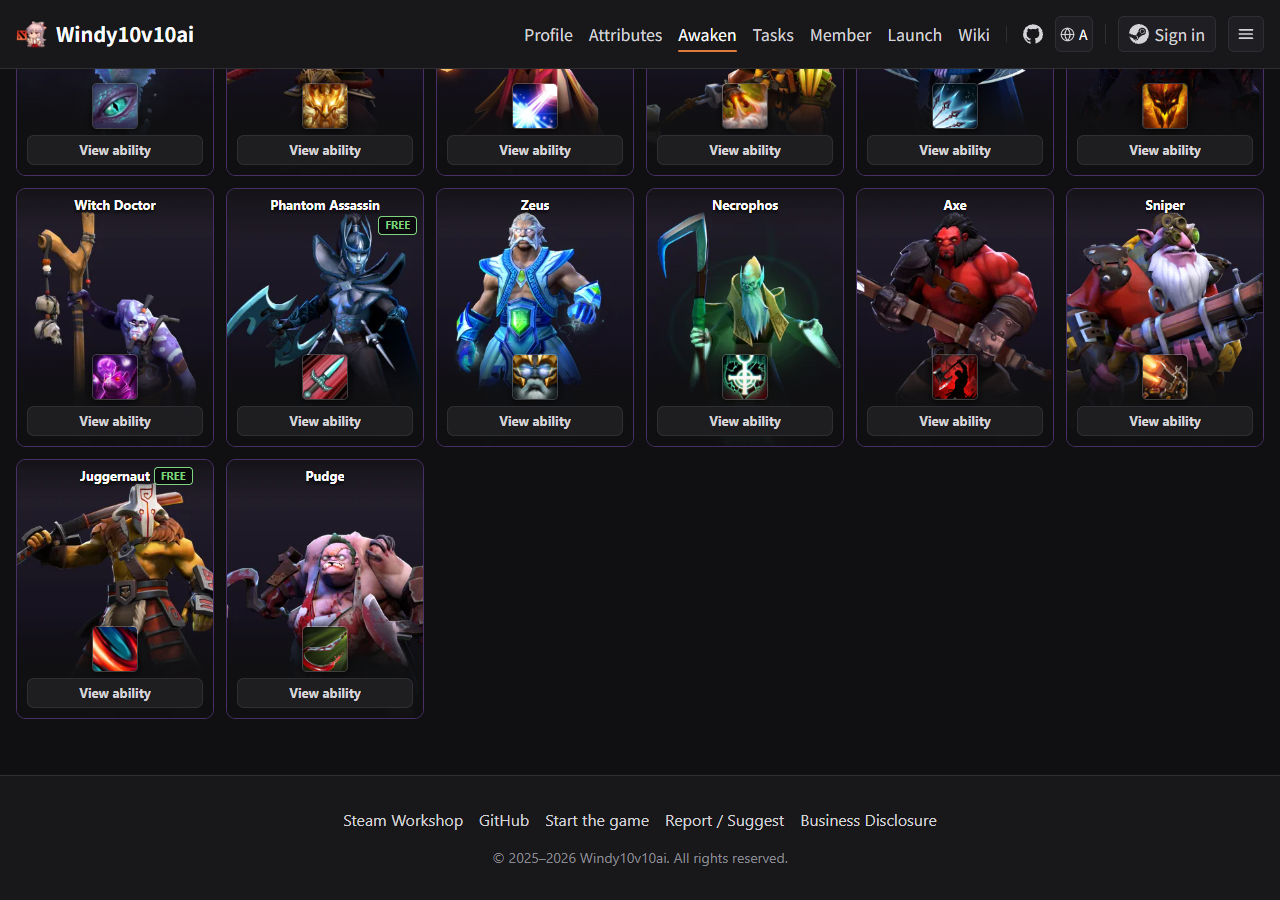 Windy10v10ai
Profile Attributes Awaken Tasks Member Launch Wiki A Sign in
View ability View ability View ability View ability View ability View ability
Witch Doctor Phantom Assassin Zeus Necrophos Axe Sniper
FREE
View ability View ability View ability View ability View ability View ability
Juggernaut FREE Pudge
View ability View ability
Steam Workshop GitHub Start the game Report / Suggest Business Disclosure
© 2025–2026 Windy10v10ai. All rights reserved.